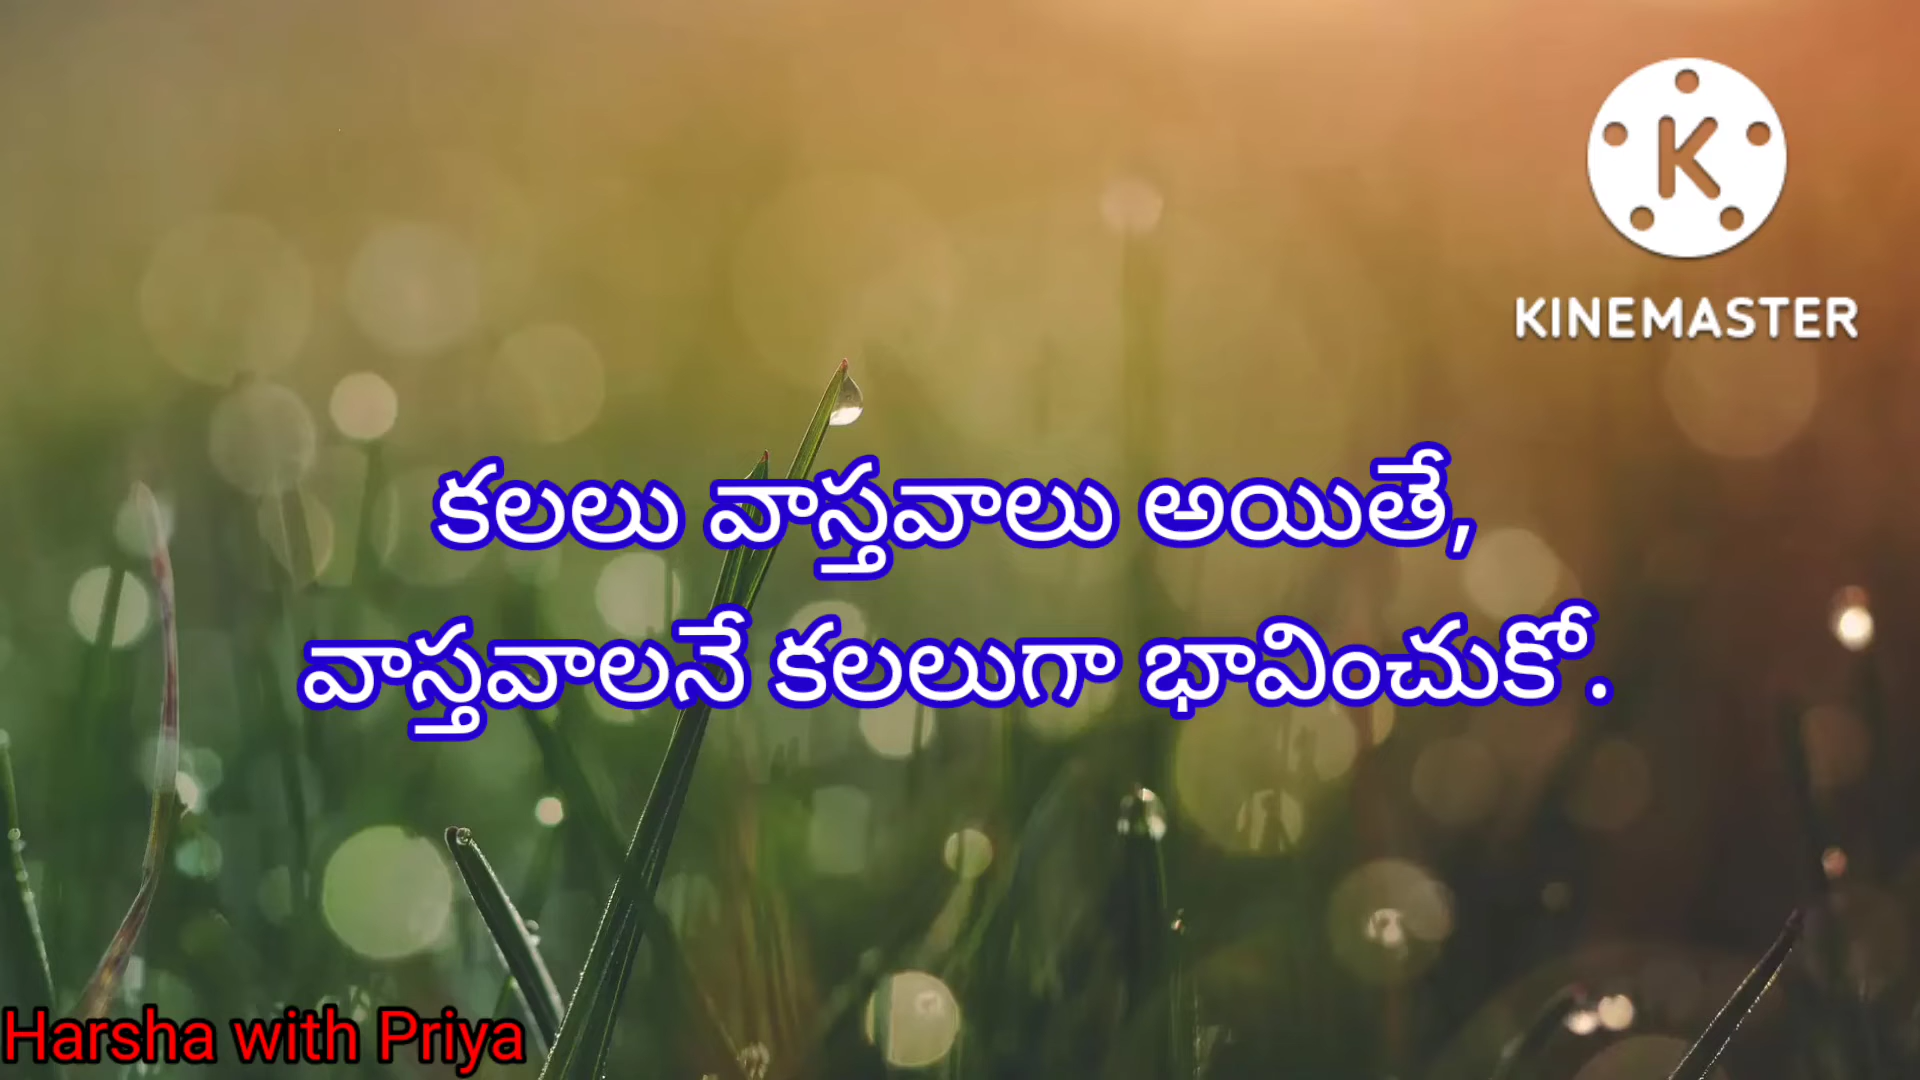 K
KINEMASTER
కలలు వాస్తవాలు అయితే,
వాస్తవాలనే కలలుగా భావించుకో.
Harsha with Priya